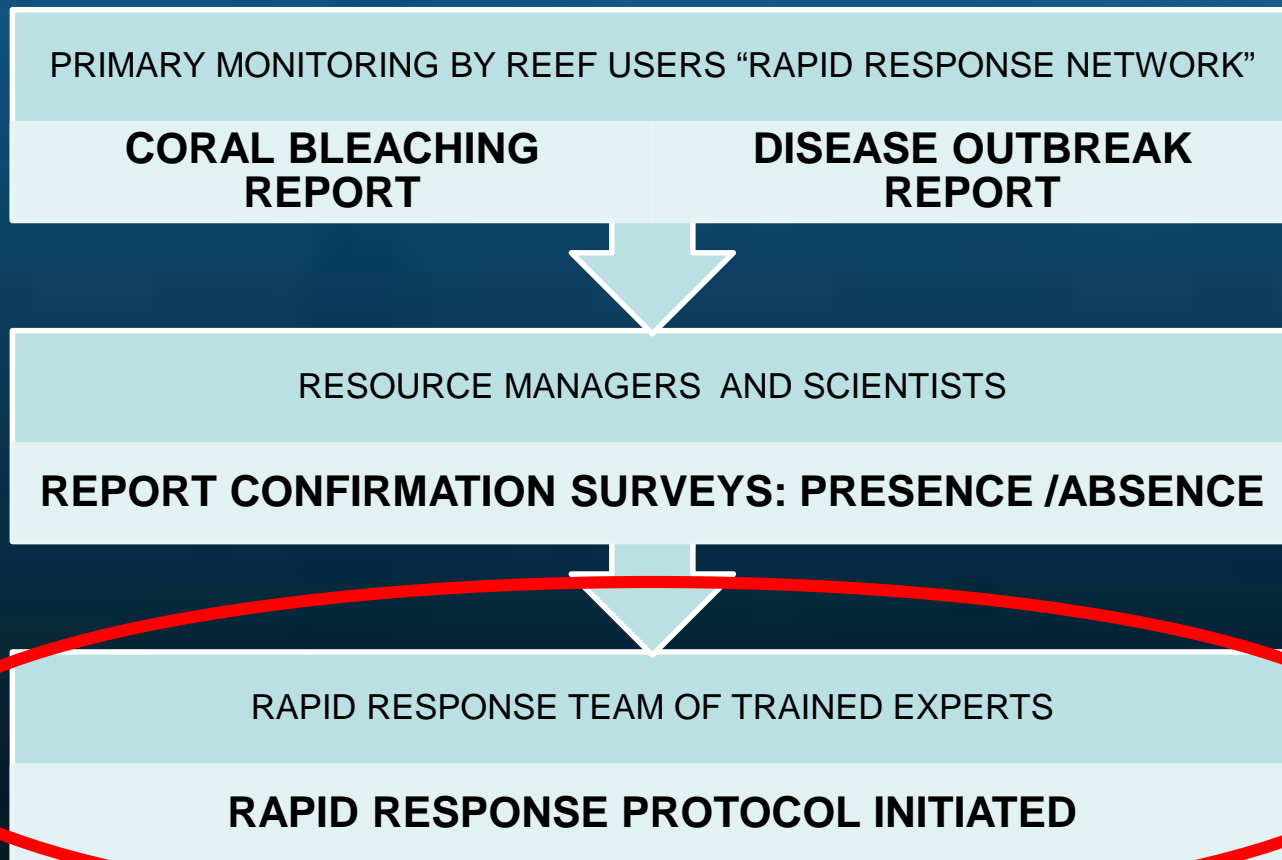 PRIMARY MONITORING BY REEF USERS “RAPID RESPONSE NETWORK”
CORAL BLEACHING
REPORT
DISEASE OUTBREAK
REPORT
RESOURCE MANAGERS AND SCIENTISTS
REPORT CONFIRMATION SURVEYS: PRESENCE /ABSENCE
RAPID RESPONSE TEAM OF TRAINED EXPERTS
RAPID RESPONSE PROTOCOL INITIATED